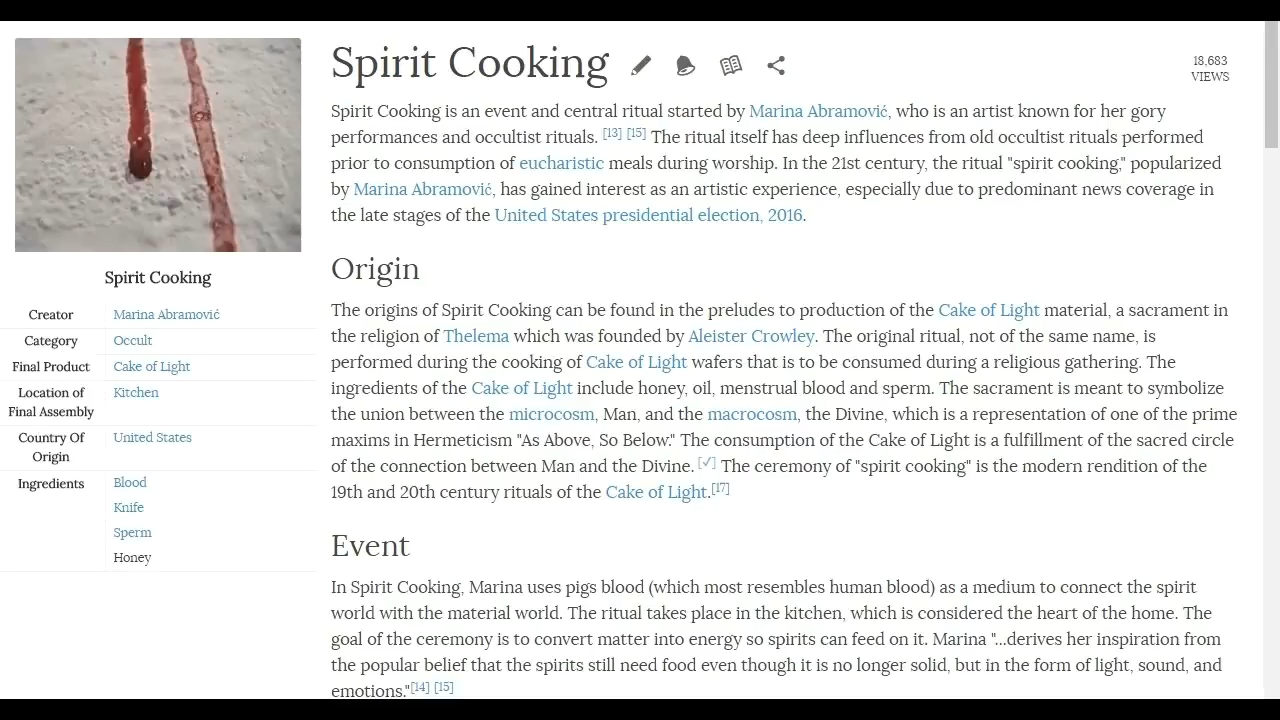 Spirit Cooking
18,683
VIEWS
Spirit Cooking is an event and central ritual started by Marina Abramović, who is an artist known for her gory
performances and occultist rituals. [13] [15] The ritual itself has deep influences from old occultist rituals performed
prior to consumption of eucharistic meals during worship. In the 21st century, the ritual "spirit cooking," popularized
by Marina Abramović, has gained interest as an artistic experience, especially due to predominant news coverage in
the late stages of the United States presidential election, 2016.
Spirit Cooking
Creator Marina Abramović
Category Occult
Final Product Cake of Light
Location of Kitchen
Final Assembly
Country Of United States
Origin
Ingredients Blood
Knife
Sperm
Honey
Origin
The origins of Spirit Cooking can be found in the preludes to production of the Cake of Light material, a sacrament in
the religion of Thelema which was founded by Aleister Crowley. The original ritual, not of the same name, is
performed during the cooking of Cake of Light wafers that is to be consumed during a religious gathering. The
ingredients of the Cake of Light include honey, oil, menstrual blood and sperm. The sacrament is meant to symbolize
the union between the microcosm, Man, and the macrocosm, the Divine, which is a representation of one of the prime
maxims in Hermeticism "As Above, So Below." The consumption of the Cake of Light is a fulfillment of the sacred circle
of the connection between Man and the Divine. [✓] The ceremony of "spirit cooking" is the modern rendition of the
19th and 20th century rituals of the Cake of Light.[17]
Event
In Spirit Cooking, Marina uses pigs blood (which most resembles human blood) as a medium to connect the spirit
world with the material world. The ritual takes place in the kitchen, which is considered the heart of the home. The
goal of the ceremony is to convert matter into energy so spirits can feed on it. Marina "...derives her inspiration from
the popular belief that the spirits still need food even though it is no longer solid, but in the form of light, sound, and
emotions."[14] [15]